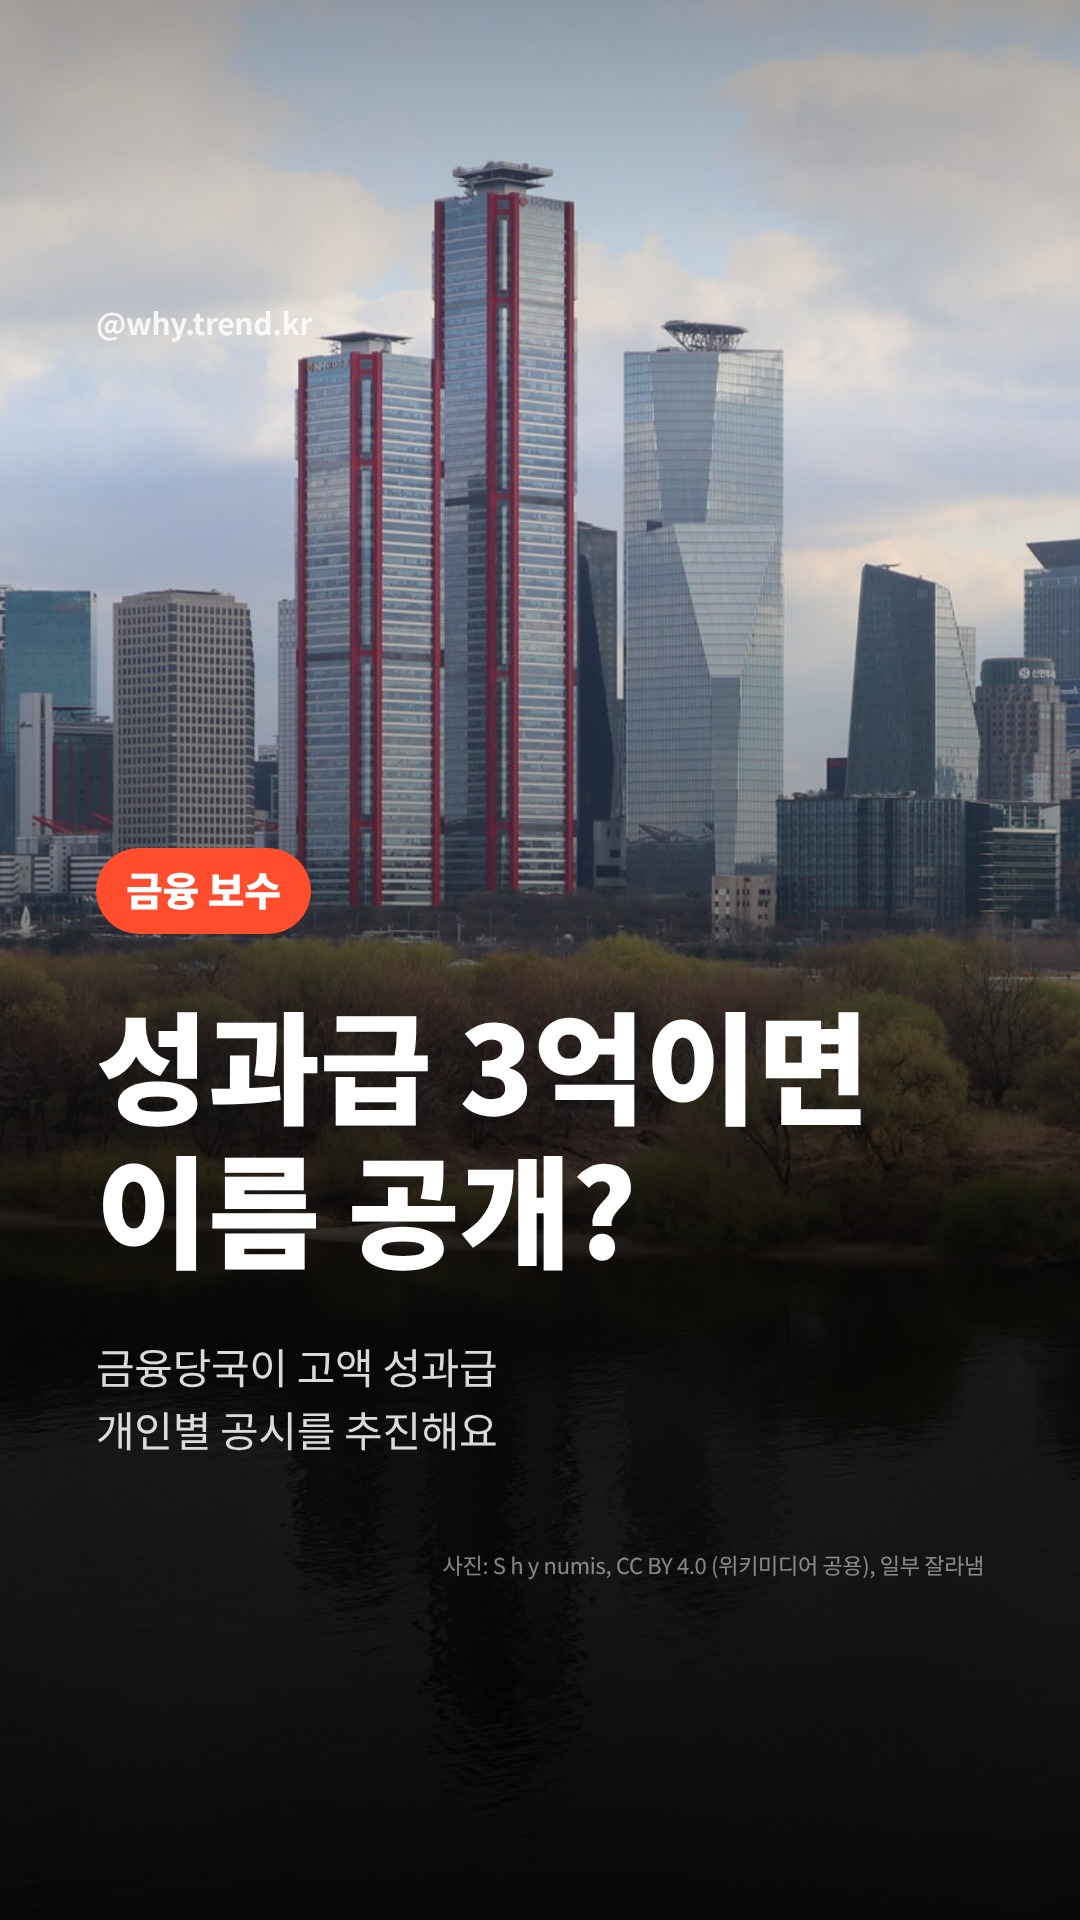 @why.trend.kr
금융 보수
성과급 3억이면
이름 공개?
금융당국이 고액 성과급
개인별 공시를 추진해요
사진: S h y numis, CC BY 4.0 (위키미디어 공용), 일부 잘라냄